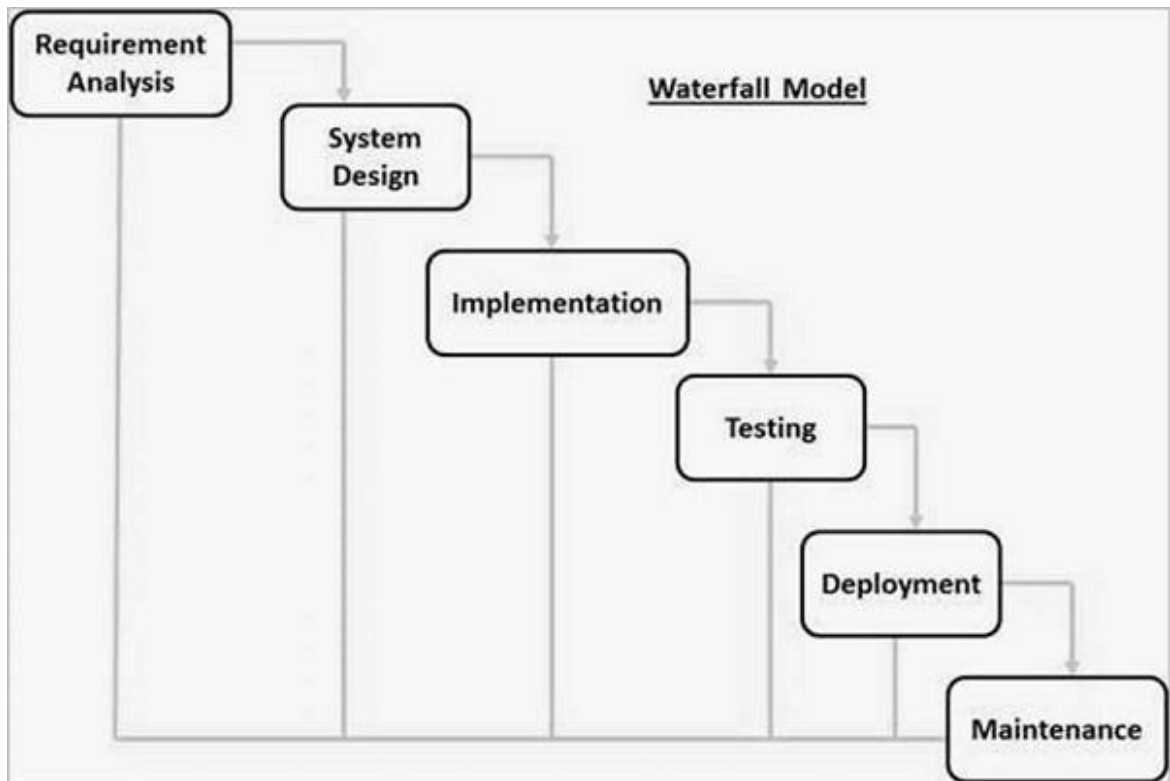 Requirement
Analysis
Waterfall Model
System
Design
Implementation
Testing
Deployment
Maintenance